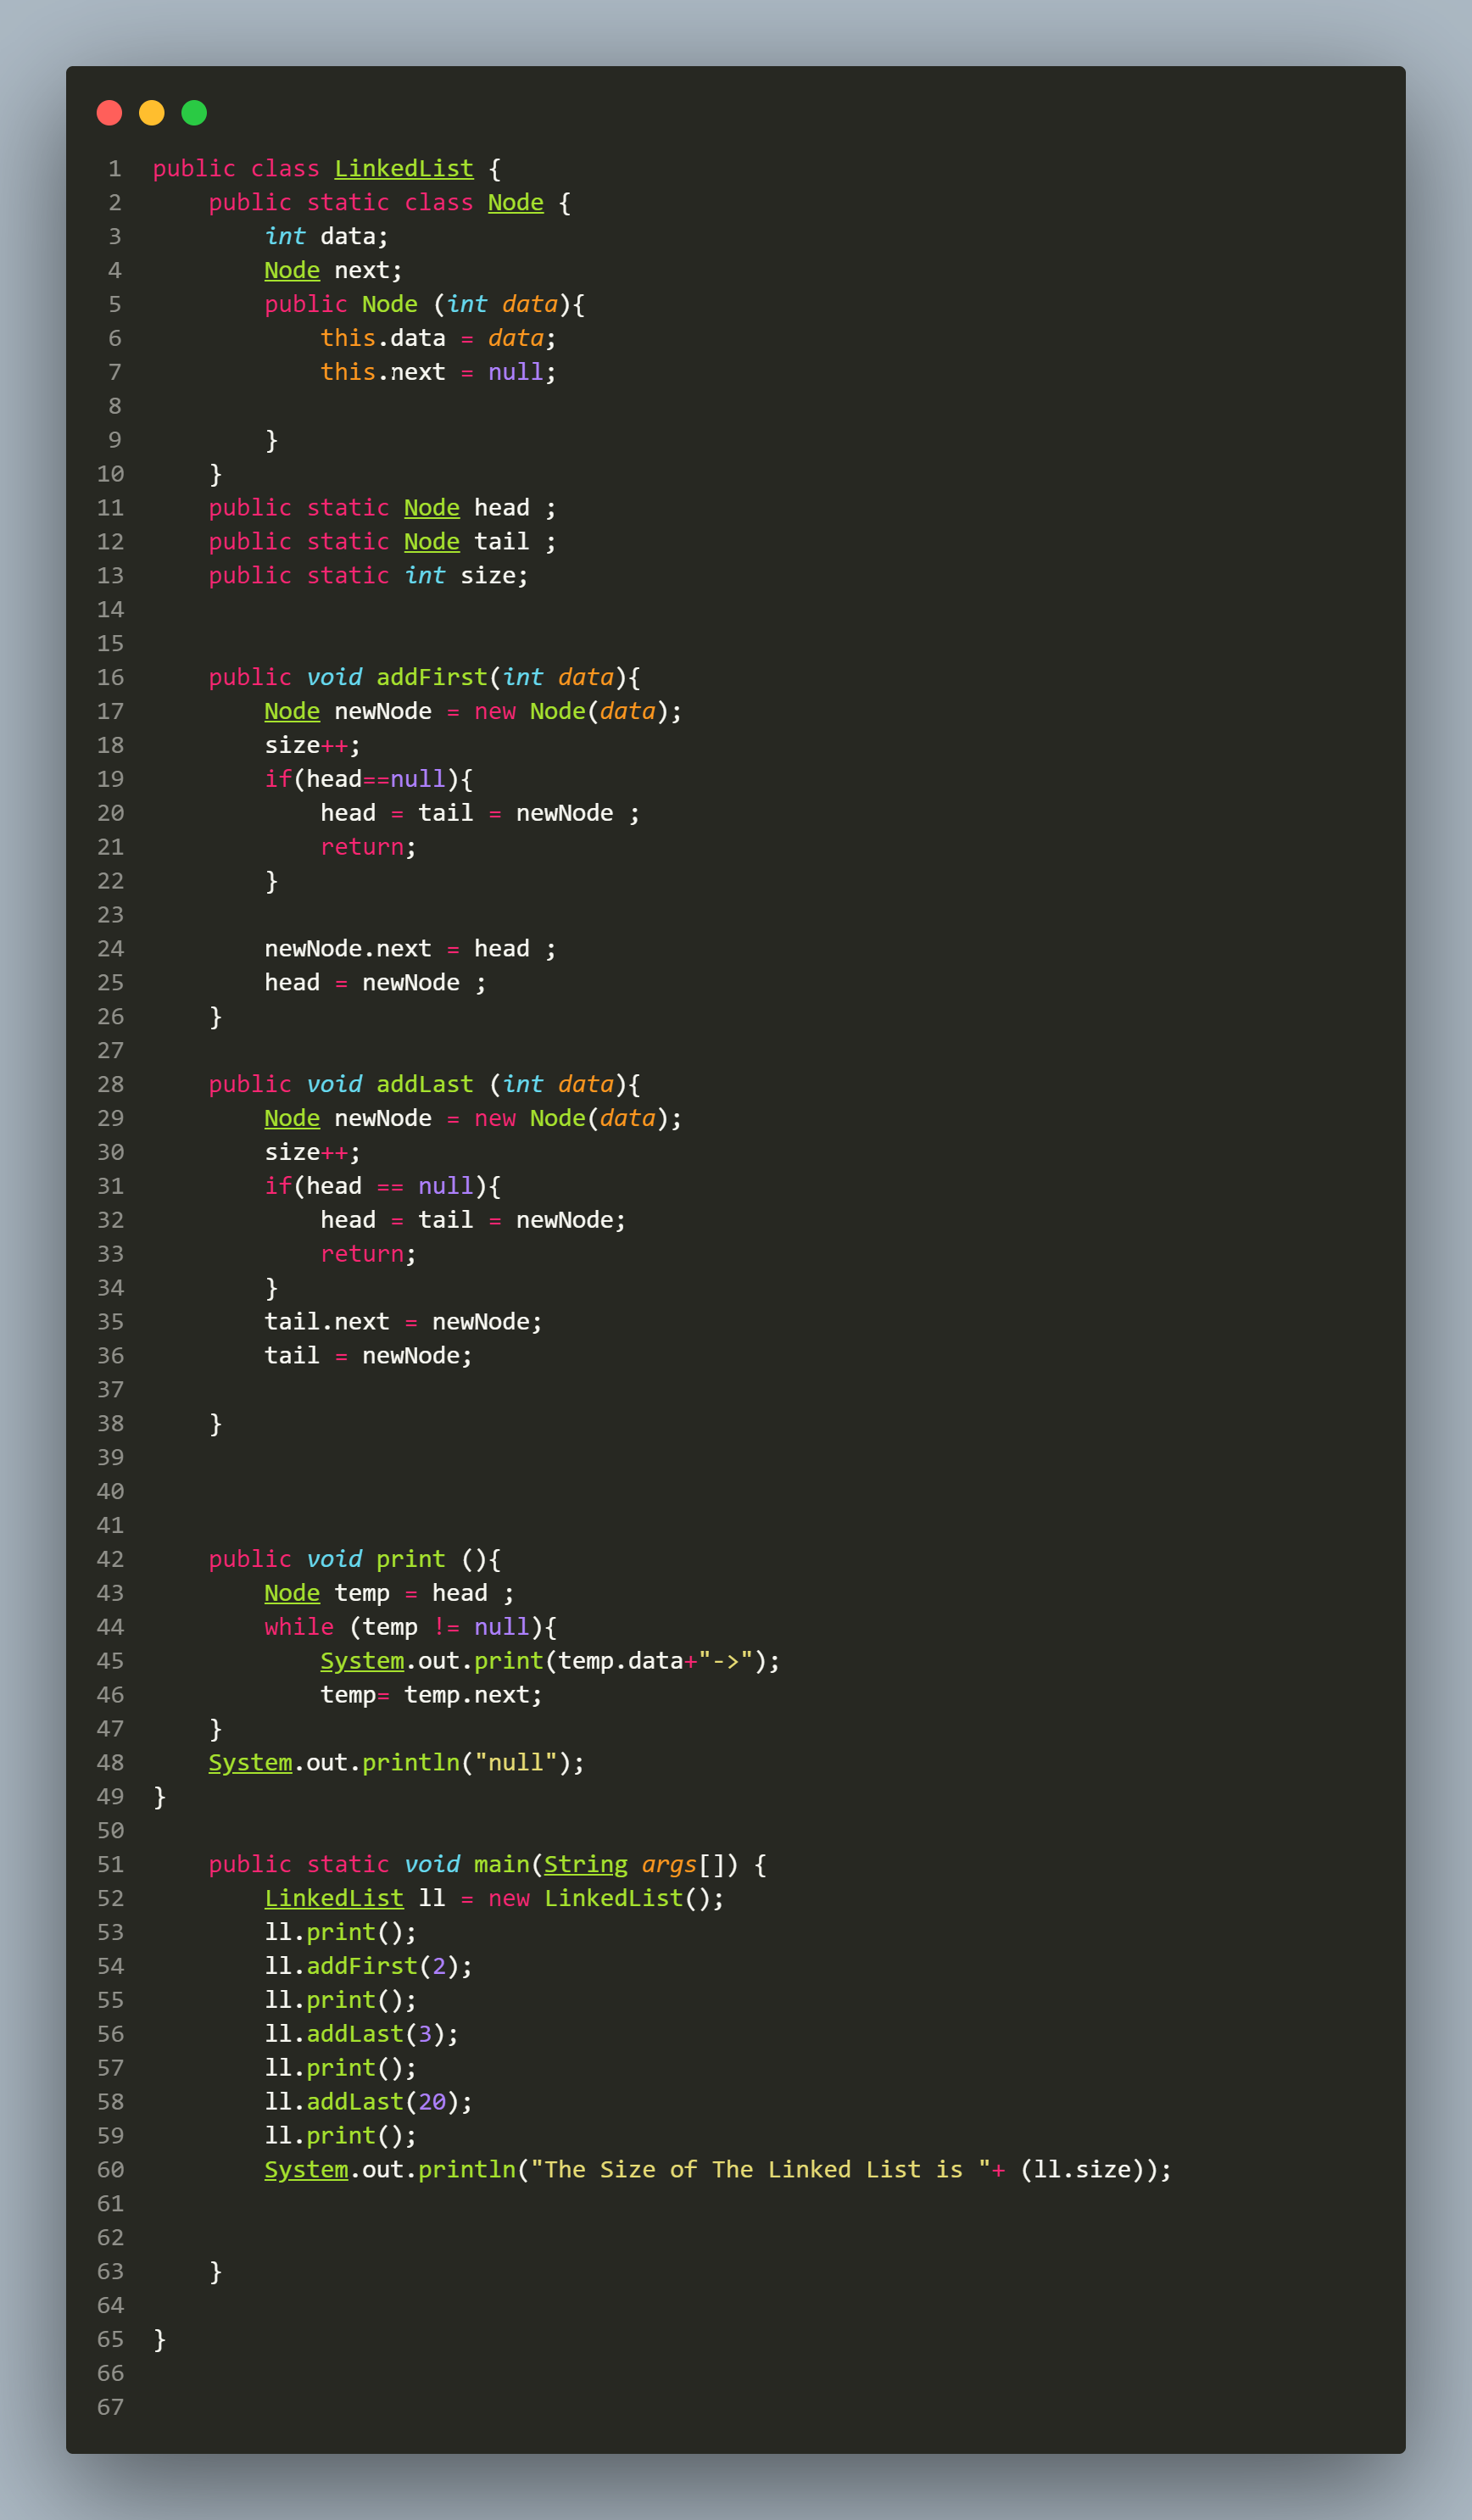 1 public class LinkedList {
2     public static class Node {
3         int data;
4         Node next;
5         public Node (int data){
6             this.data = data;
7             this.next = null;
8
9         }
10     }
11     public static Node head ;
12     public static Node tail ;
13     public static int size;
14
15
16     public void addFirst(int data){
17         Node newNode = new Node(data);
18         size++;
19         if(head==null){
20             head = tail = newNode ;
21             return;
22         }
23
24         newNode.next = head ;
25         head = newNode ;
26     }
27
28     public void addLast (int data){
29         Node newNode = new Node(data);
30         size++;
31         if(head == null){
32             head = tail = newNode;
33             return;
34         }
35         tail.next = newNode;
36         tail = newNode;
37
38     }
39
40
41
42     public void print (){
43         Node temp = head ;
44         while (temp != null){
45             System.out.print(temp.data+"->");
46             temp= temp.next;
47     }
48     System.out.println("null");
49 }
50
51     public static void main(String args[]) {
52         LinkedList ll = new LinkedList();
53         ll.print();
54         ll.addFirst(2);
55         ll.print();
56         ll.addLast(3);
57         ll.print();
58         ll.addLast(20);
59         ll.print();
60         System.out.println("The Size of The Linked List is "+ (ll.size));
61
62
63     }
64
65 }
66
67